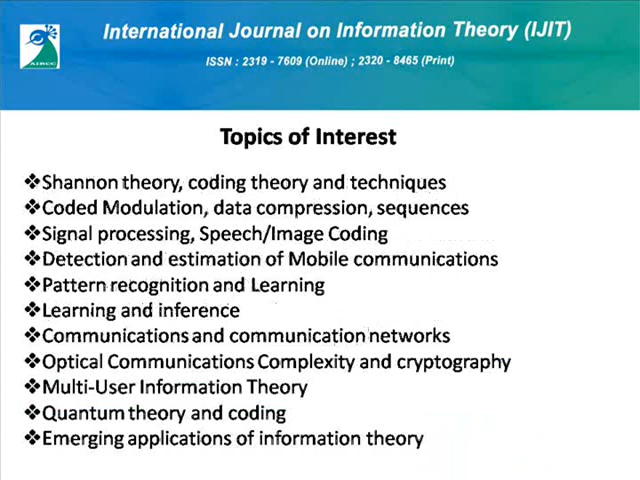 International Journal on Information Theory (IJIT)
ISSN : 2319 - 7609 (Online) ; 2320 - 8465 (Print)
AIRCC
Topics of Interest
❖Shannon theory, coding theory and techniques
❖Coded Modulation, data compression, sequences
❖Signal processing, Speech/Image Coding
❖Detection and estimation of Mobile communications
❖Pattern recognition and Learning
❖Learning and inference
❖Communications and communication networks
❖Optical Communications Complexity and cryptography
❖Multi-User Information Theory
❖Quantum theory and coding
❖Emerging applications of information theory